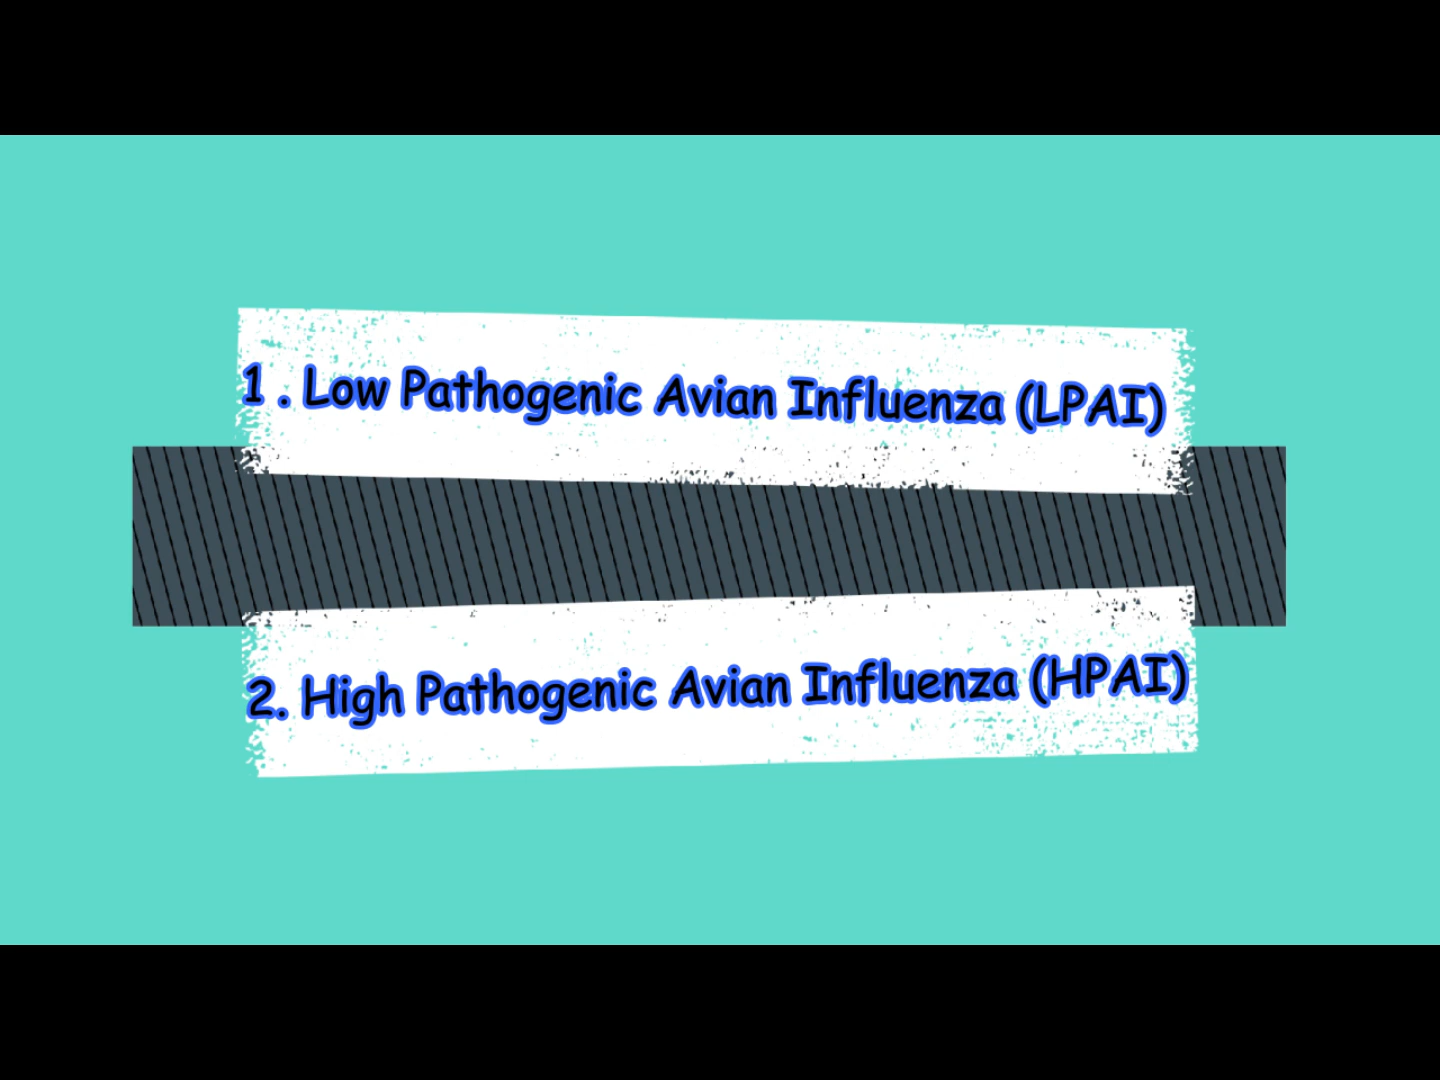 1 . Low Pathogenic Avian Influenza (LPAI)
2. High Pathogenic Avian Influenza (HPAI)